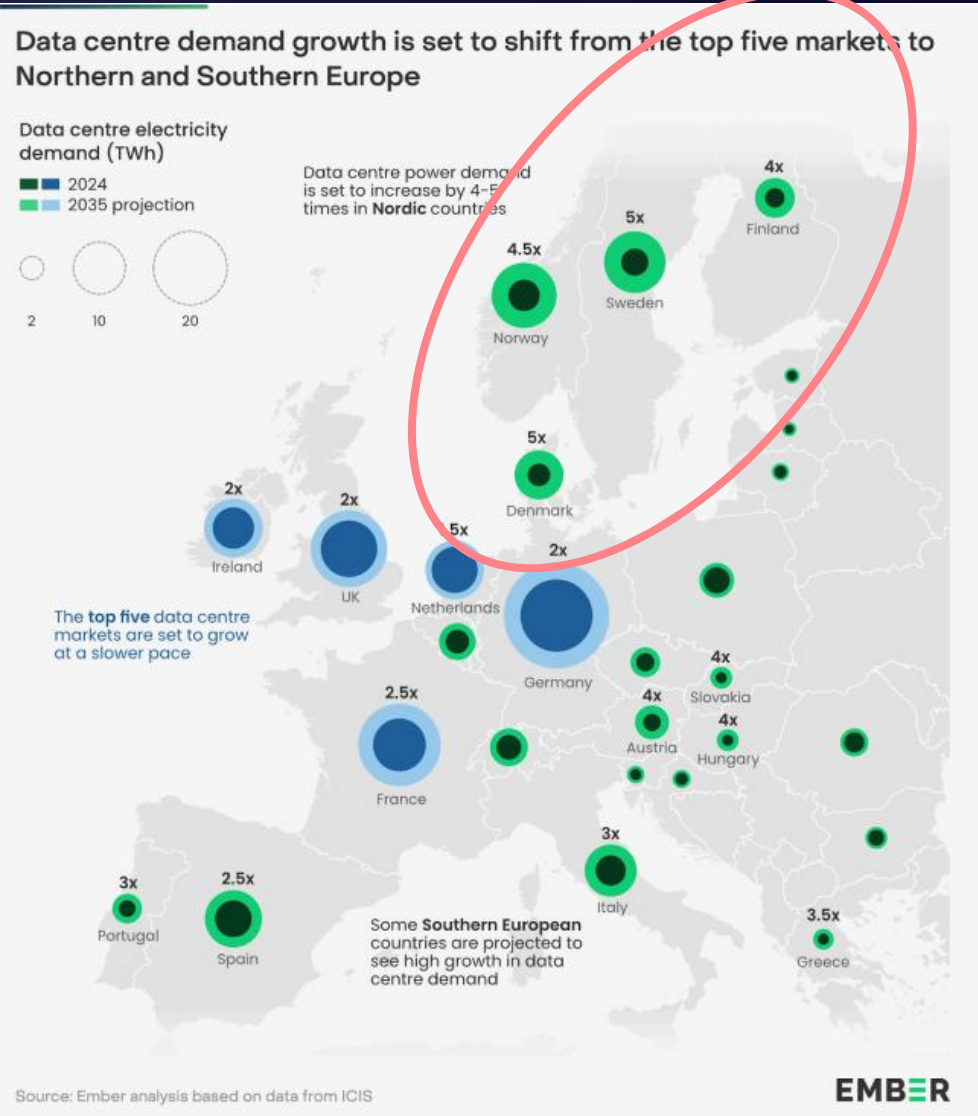 Data centre demand growth is set to shift from the top five markets to
Northern and Southern Europe
Data centre electricity
demand (TWh)
2024
2035 projection
2
10
20
Data centre power demand
is set to increase by 4-5
times in Nordic countries
4x
Finland
5x
Sweden
4.5x
Norway
5x
Denmark
2x
Ireland
2x
UK
5x
Netherlands
2x
Germany
The top five data centre
markets are set to grow
at a slower pace
2.5x
France
4x
Slovakia
4x
Austria
4x
Hungary
3x
Italy
3x
Portugal
2.5x
Spain
Some Southern European
countries are projected to
see high growth in data
centre demand
3.5x
Greece
Source: Ember analysis based on data from ICIS
EMBER